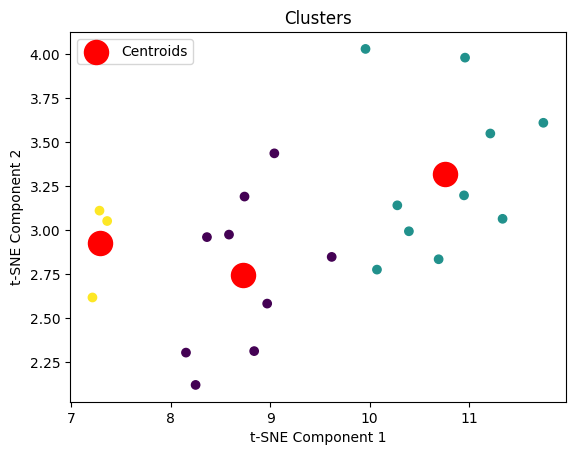 Clusters
Centroids
4.00
3.75
3.50
3.25
3.00
2.75
2.50
2.25
t-SNE Component 2
7 8 9 10 11
t-SNE Component 1